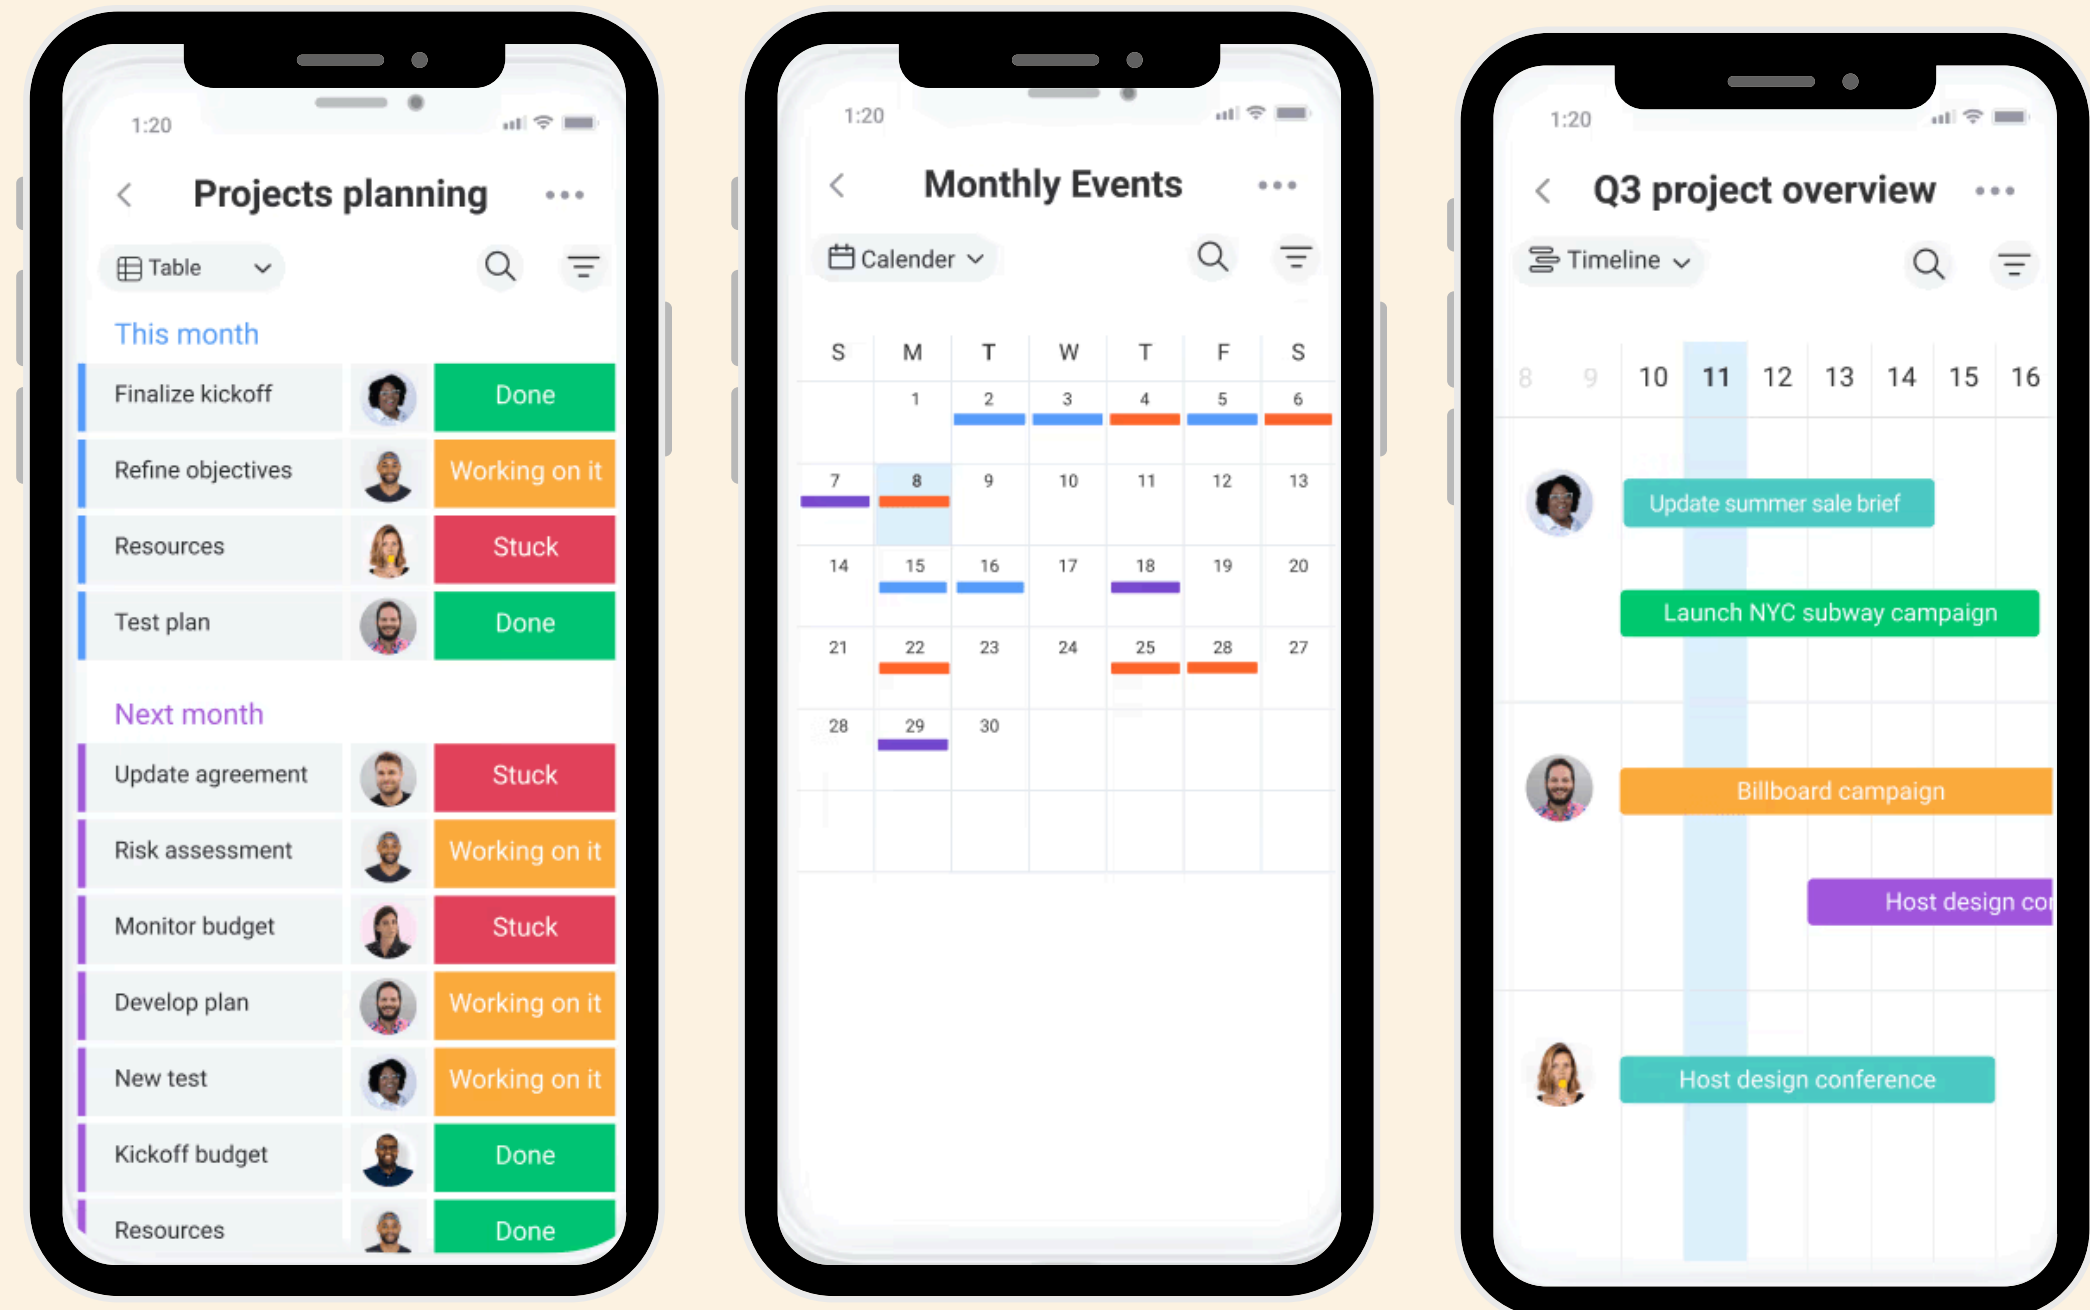 1:20
Projects planning
Table
This month
Finalize kickoff Done
Refine objectives Working on it
Resources Stuck
Test plan Done
Next month
Update agreement Stuck
Risk assessment Working on it
Monitor budget Stuck
Develop plan Working on it
New test Working on it
Kickoff budget Done
Resources Done
1:20
Monthly Events
Calender
S M T W T F S
1 2 3 4 5 6
7 8 9 10 11 12 13
14 15 16 17 18 19 20
21 22 23 24 25 28 27
28 29 30
1:20
Q3 project overview
Timeline
8 9 10 11 12 13 14 15 16
Update summer sale brief
Launch NYC subway campaign
Billboard campaign
Host design con
Host design conference